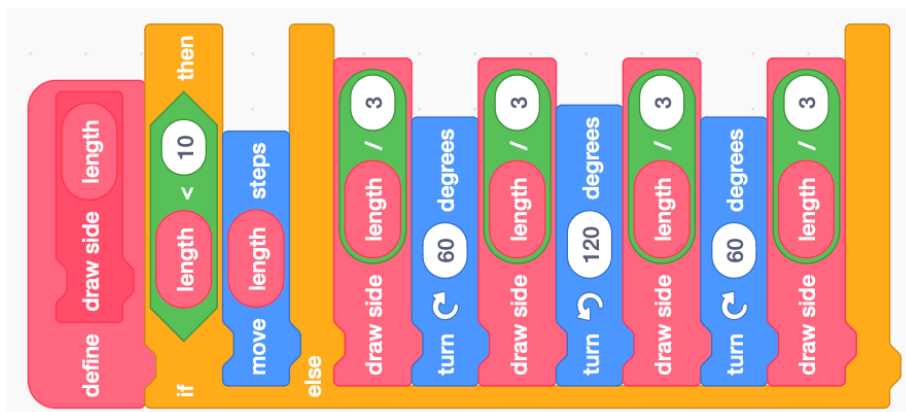 define draw side length
if length < 10 then
move length steps
else
draw side length / 3
turn 60 degrees
draw side length / 3
turn 120 degrees
draw side length / 3
turn 60 degrees
draw side length / 3